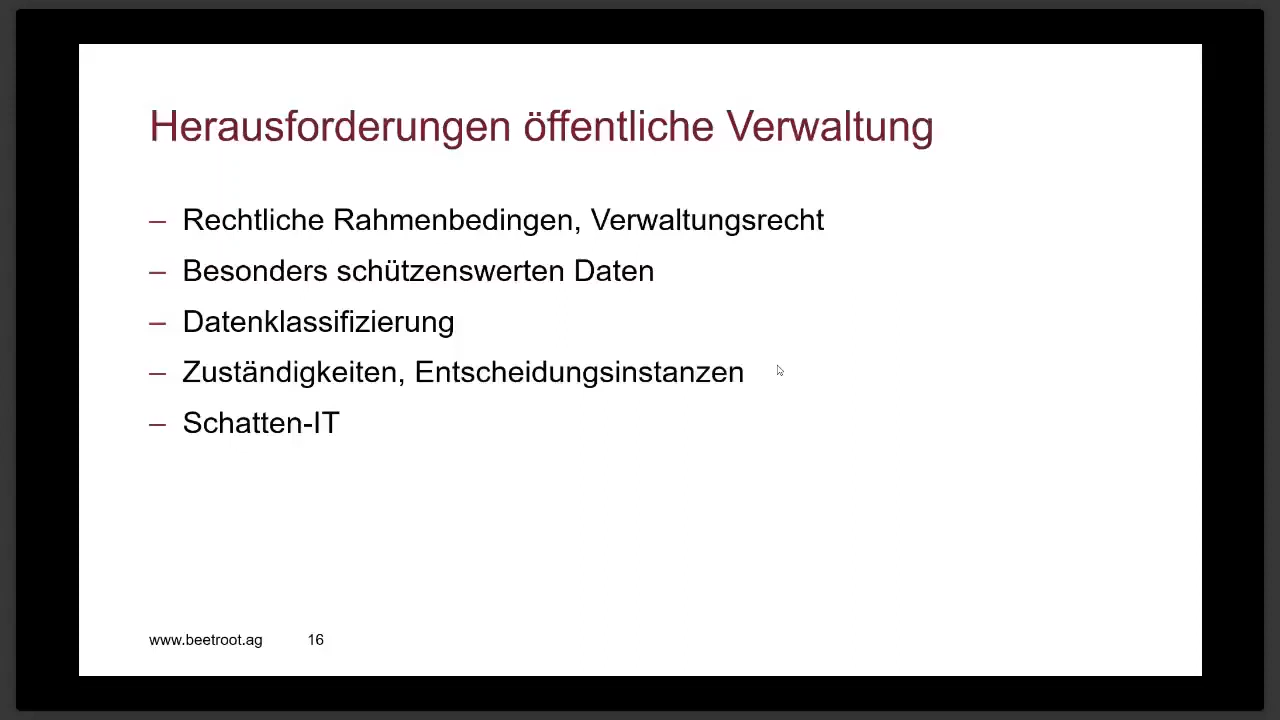 Herausforderungen öffentliche Verwaltung
– Rechtliche Rahmenbedingen, Verwaltungsrecht
– Besonders schützenswerten Daten
– Datenklassifizierung
– Zuständigkeiten, Entscheidungsinstanzen
– Schatten-IT
www.beetroot.ag 16